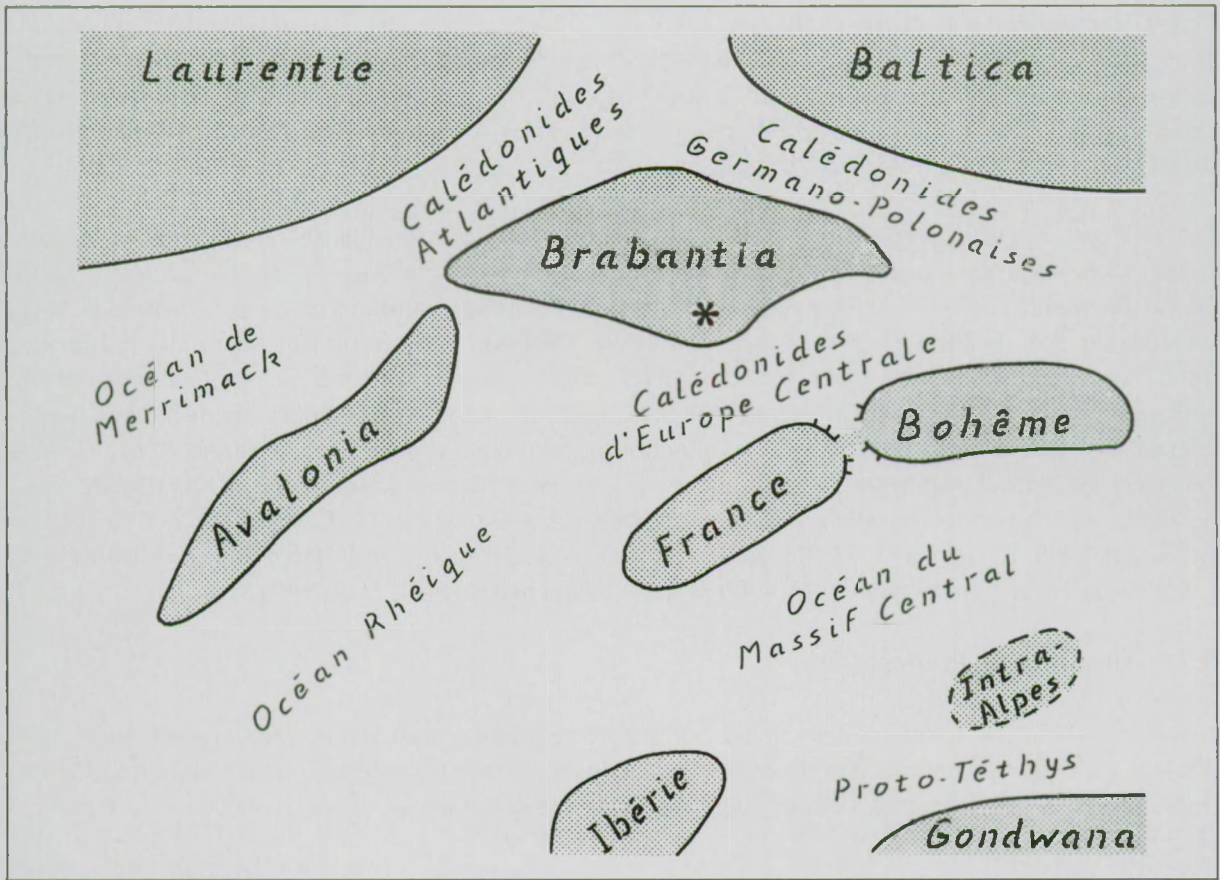 Laurentie
Baltica
Calédonides
Atlantiques
Calédonides
Germano-Polonaises
Brabantia
*
Océan de
Merrimack
Calédonides
d'Europe Centrale
Bohême
Avalonia
France
Océan Rhéique
Océan du
Massif Central
Intra-
Alpes
Ibérie
Proto-Téthys
Gondwana